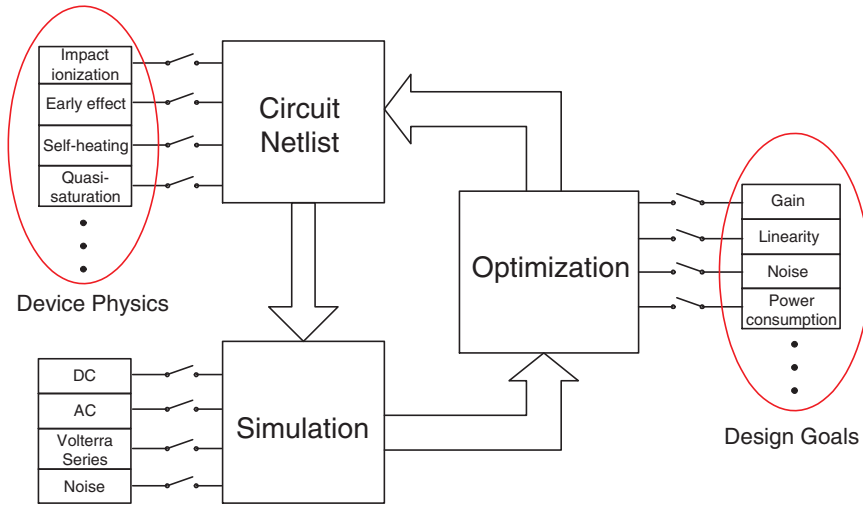 Impact
ionization
Early effect
Self-heating
Quasi-
saturation
Device Physics
Circuit
Netlist
DC
AC
Volterra
Series
Noise
Simulation
Optimization
Gain
Linearity
Noise
Power
consumption
Design Goals